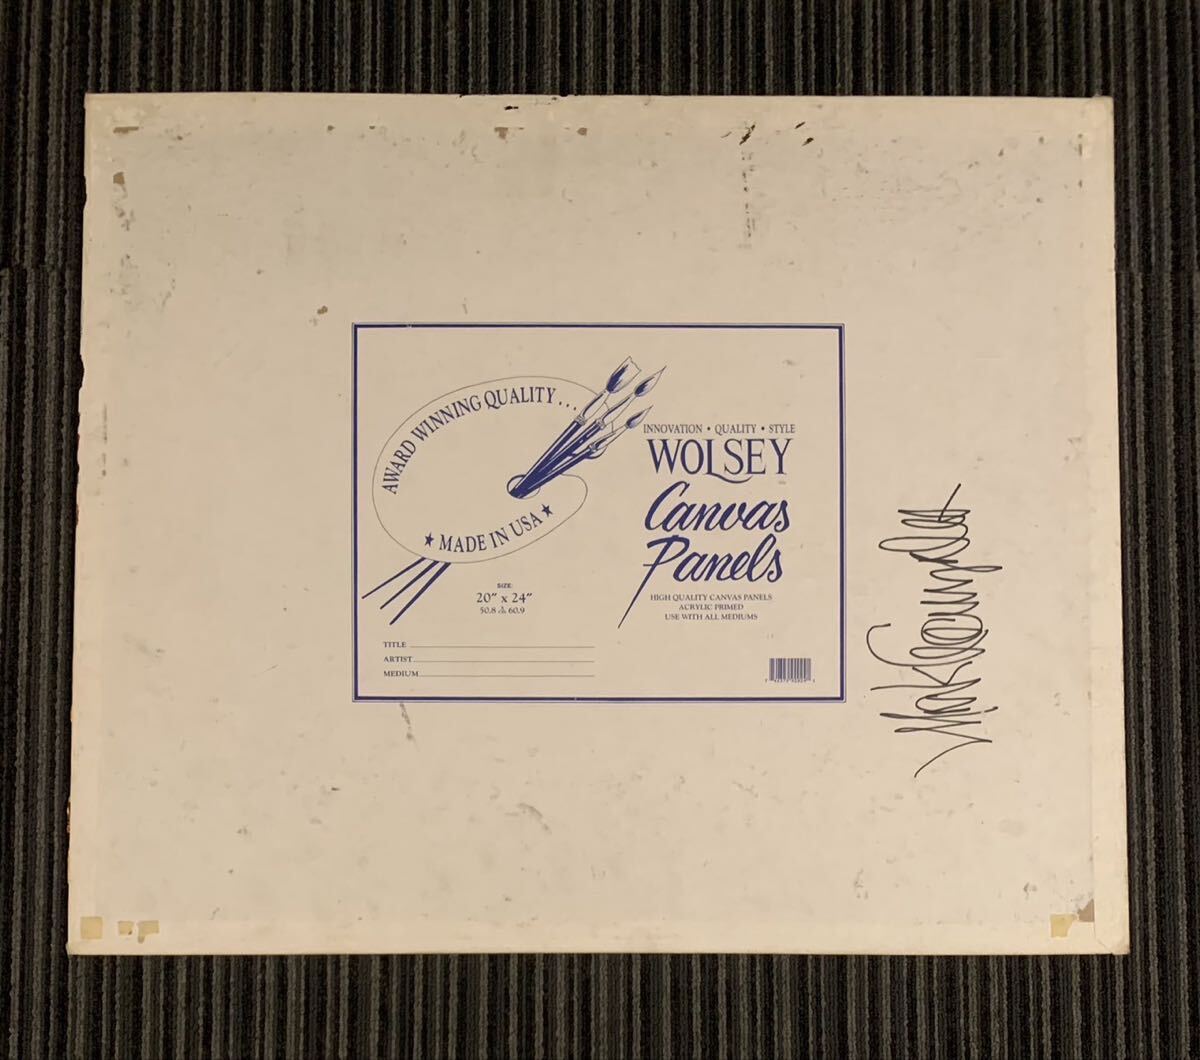 AWARD WINNING QUALITY...
★ MADE IN USA ★
SIZE:
20" x 24"
50.8 x 60.9
TITLE
ARTIST
MEDIUM
INNOVATION • QUALITY • STYLE
WOLSEY
Canvas
Panels
HIGH QUALITY CANVAS PANELS
ACRYLIC PRIMED
USE WITH ALL MEDIUMS